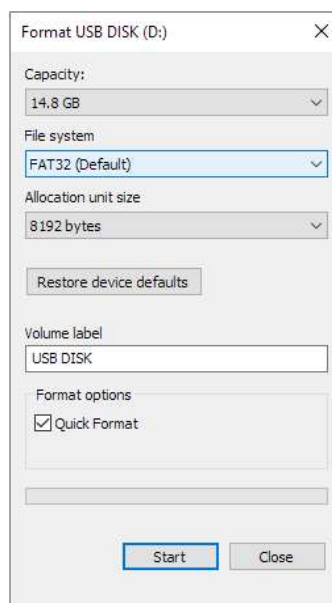 Format USB DISK (D:)
Capacity:
14.8 GB
File system
FAT32 (Default)
Allocation unit size
8192 bytes
Restore device defaults
Volume label
USB DISK
Format options
Quick Format
Start Close